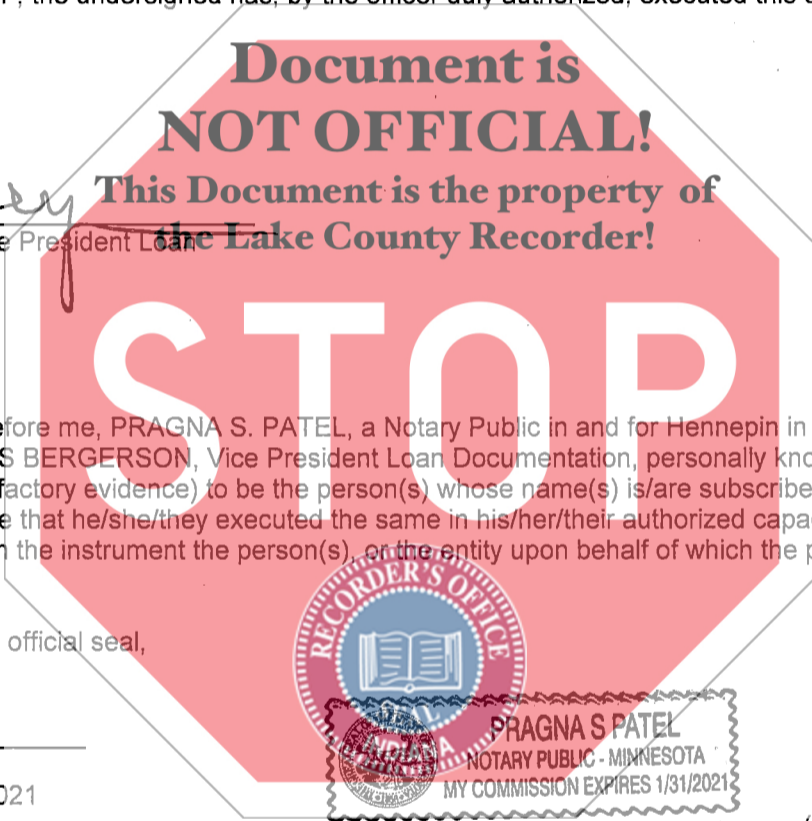 , the undersigned has, by the officer duly authorized, executed this
Document is
NOT OFFICIAL!
This Document is the property of
the Lake County Recorder!
e President Loan
STOP
efore me, PRAGNA S. PATEL, a Notary Public in and for Hennepin in
S BERGERSON, Vice President Loan Documentation, personally kno
factory evidence) to be the person(s) whose name(s) is/are subscribe
e that he/she/they executed the same in his/her/their authorized capa
n the instrument the person(s), or the entity upon behalf of which the p
RECORDER'S OFFICE
SEAL
INDIANA
official seal,
PRAGNA S PATEL
NOTARY PUBLIC - MINNESOTA
MY COMMISSION EXPIRES 1/31/2021
021